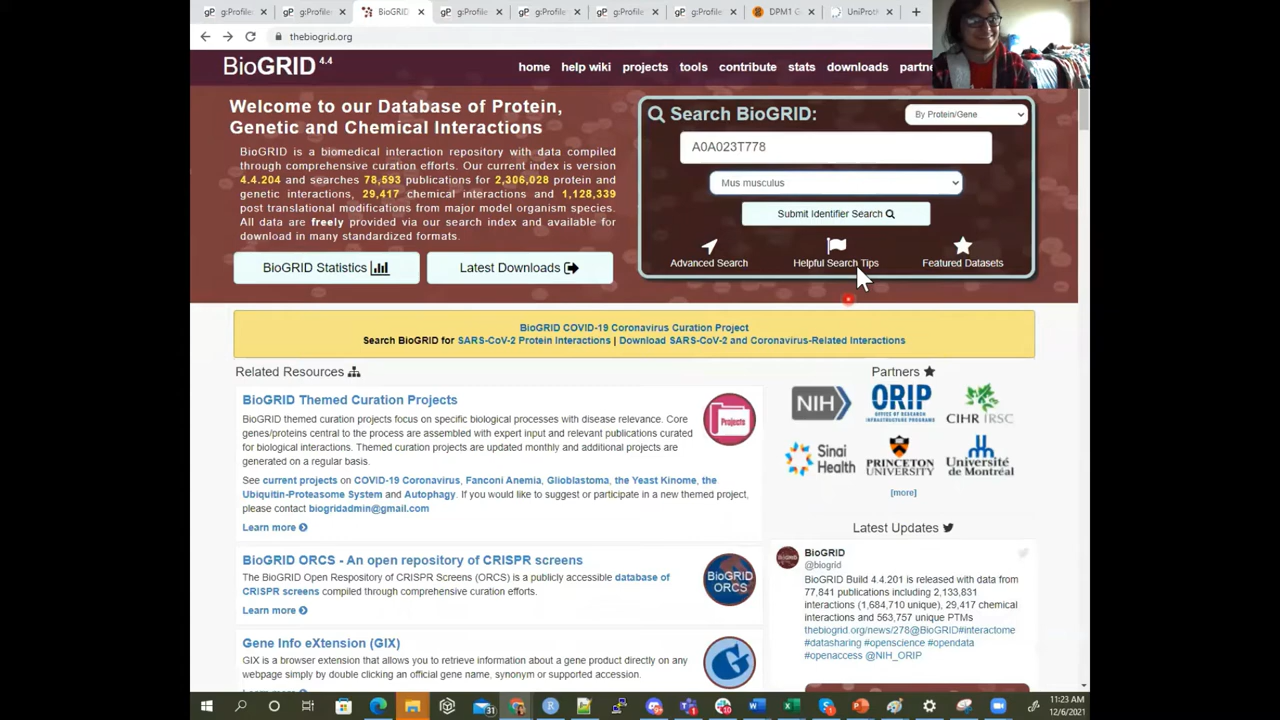 g:Profile
g:Profile
BioGRID
g:Profile
g:Profile
g:Profile
g:Profile
DPM1 G
UniProt
thebiogrid.org
BioGRID 4.4
home help wiki projects tools contribute stats downloads partne
Welcome to our Database of Protein,
Genetic and Chemical Interactions
BioGRID is a biomedical interaction repository with data compiled
through comprehensive curation efforts. Our current index is version
4.4.204 and searches 78,593 publications for 2,306,028 protein and
genetic interactions, 29,417 chemical interactions and 1,128,339
post translational modifications from major model organism species.
All data are freely provided via our search index and available for
download in many standardized formats.
BioGRID Statistics
Latest Downloads
Search BioGRID:
By Protein/Gene
A0A023T778
Mus musculus
Submit Identifier Search
Advanced Search
Helpful Search Tips
Featured Datasets
BioGRID COVID-19 Coronavirus Curation Project
Search BioGRID for SARS-CoV-2 Protein Interactions | Download SARS-CoV-2 and Coronavirus-Related Interactions
Related Resources
BioGRID Themed Curation Projects
BioGRID themed curation projects focus on specific biological processes with disease relevance. Core
genes/proteins central to the process are assembled with expert input and relevant publications curated
for biological interactions. Themed curation projects are updated monthly and additional projects are
generated on a regular basis.
See current projects on COVID-19 Coronavirus, Fanconi Anemia, Glioblastoma, the Yeast Kinome, the
Ubiquitin-Proteasome System and Autophagy. If you would like to suggest or participate in a new themed project,
please contact biogridadmin@gmail.com
Learn more
Projects
BioGRID ORCS - An open repository of CRISPR screens
The BioGRID Open Respository of CRISPR Screens (ORCS) is a publicly accessible database of
CRISPR screens compiled through comprehensive curation efforts.
Learn more
BioGRID
ORCS
Gene Info eXtension (GIX)
GIX is a browser extension that allows you to retrieve information about a gene product directly on any
webpage simply by double clicking an official gene name, synonym or supported accession.
Partners
NIH
ORIP
OFFICE OF RESEARCH
INFRASTRUCTURE PROGRAMS
CIHR IRSC
Sinai
Health
PRINCETON
UNIVERSITY
Université
de Montréal
[more]
Latest Updates
BioGRID
@biogrid
BioGRID Build 4.4.201 is released with data from
77,841 publications including 2,133,831
interactions (1,684,710 unique), 29,417 chemical
interactions and 563,757 unique PTMs
thebiogrid.org/news/278@BioGRID#interactome
#datasharing #openscience #opendata
#openaccess @NIH_ORIP
31
11:23 AM
12/6/2021